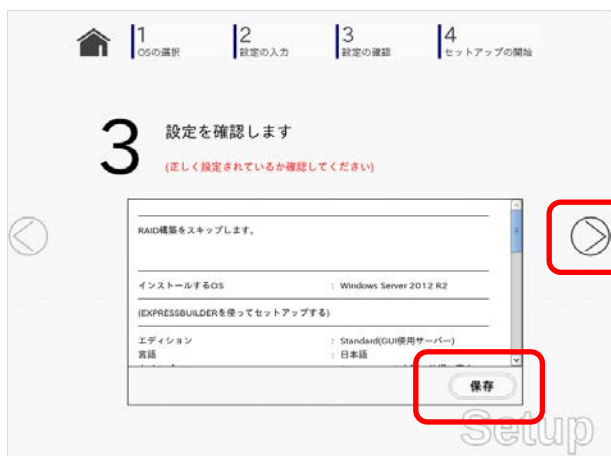 1
OSの選択
2
設定の入力
3
設定の確認
4
セットアップの開始
3
設定を確認します
(正しく設定されているか確認してください)
RAID構築をスキップします。
インストールするOS : Windows Server 2012 R2
(EXPRESSBUILDERを使ってセットアップする)
エディション : Standard(GUI使用サーバー)
言語 : 日本語
保存
Setup